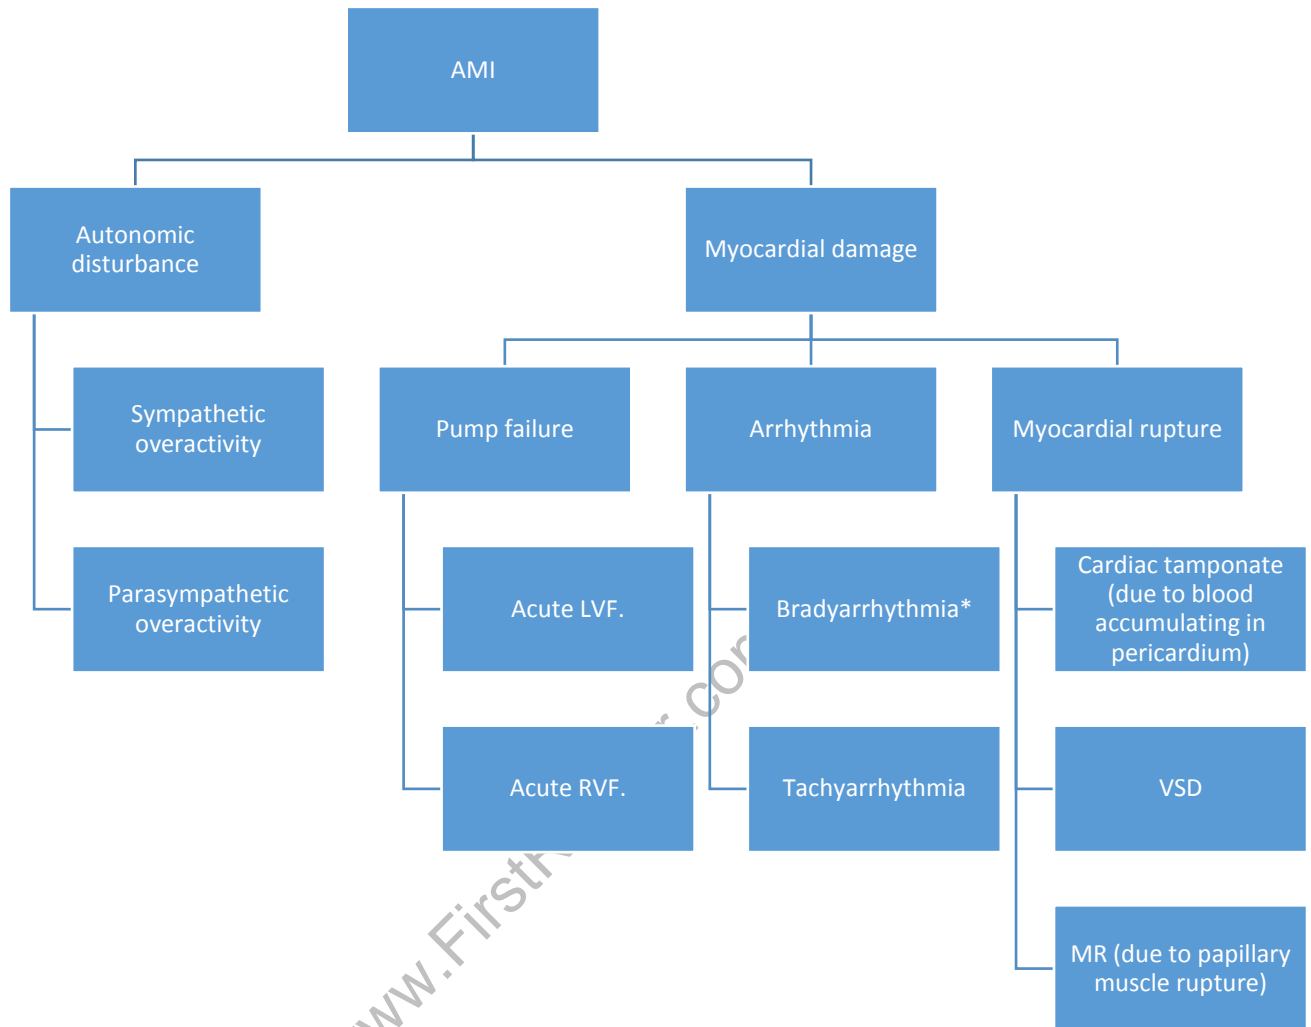 AMI
Autonomic
disturbance
Myocardial damage
Sympathetic
overactivity
Pump failure
Arrhythmia
Myocardial rupture
Parasympathetic
overactivity
Acute LVF.
Bradyarrhythmia*
Cardiac tamponate
(due to blood
accumulating in
pericardium)
Acute RVF.
Tachyarrhythmia
VSD
MR (due to papillary
muscle rupture)